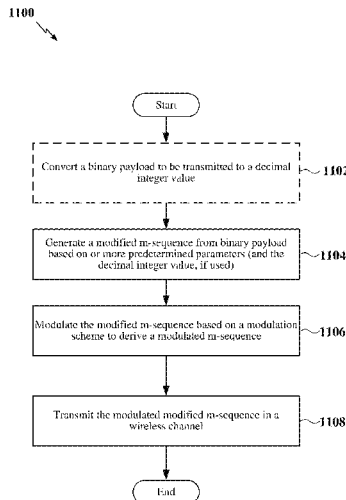 1100
Start
Convert a binary payload to be transmitted to a decimal
integer value
1102
Generate a modified m-sequence from binary payload
based on or more predetermined parameters (and the
decimal integer value, if used)
1104
Modulate the modified m-sequence based on a modulation
scheme to derive a modulated m-sequence
1106
Transmit the modulated modified m-sequence in a
wireless channel
1108
End